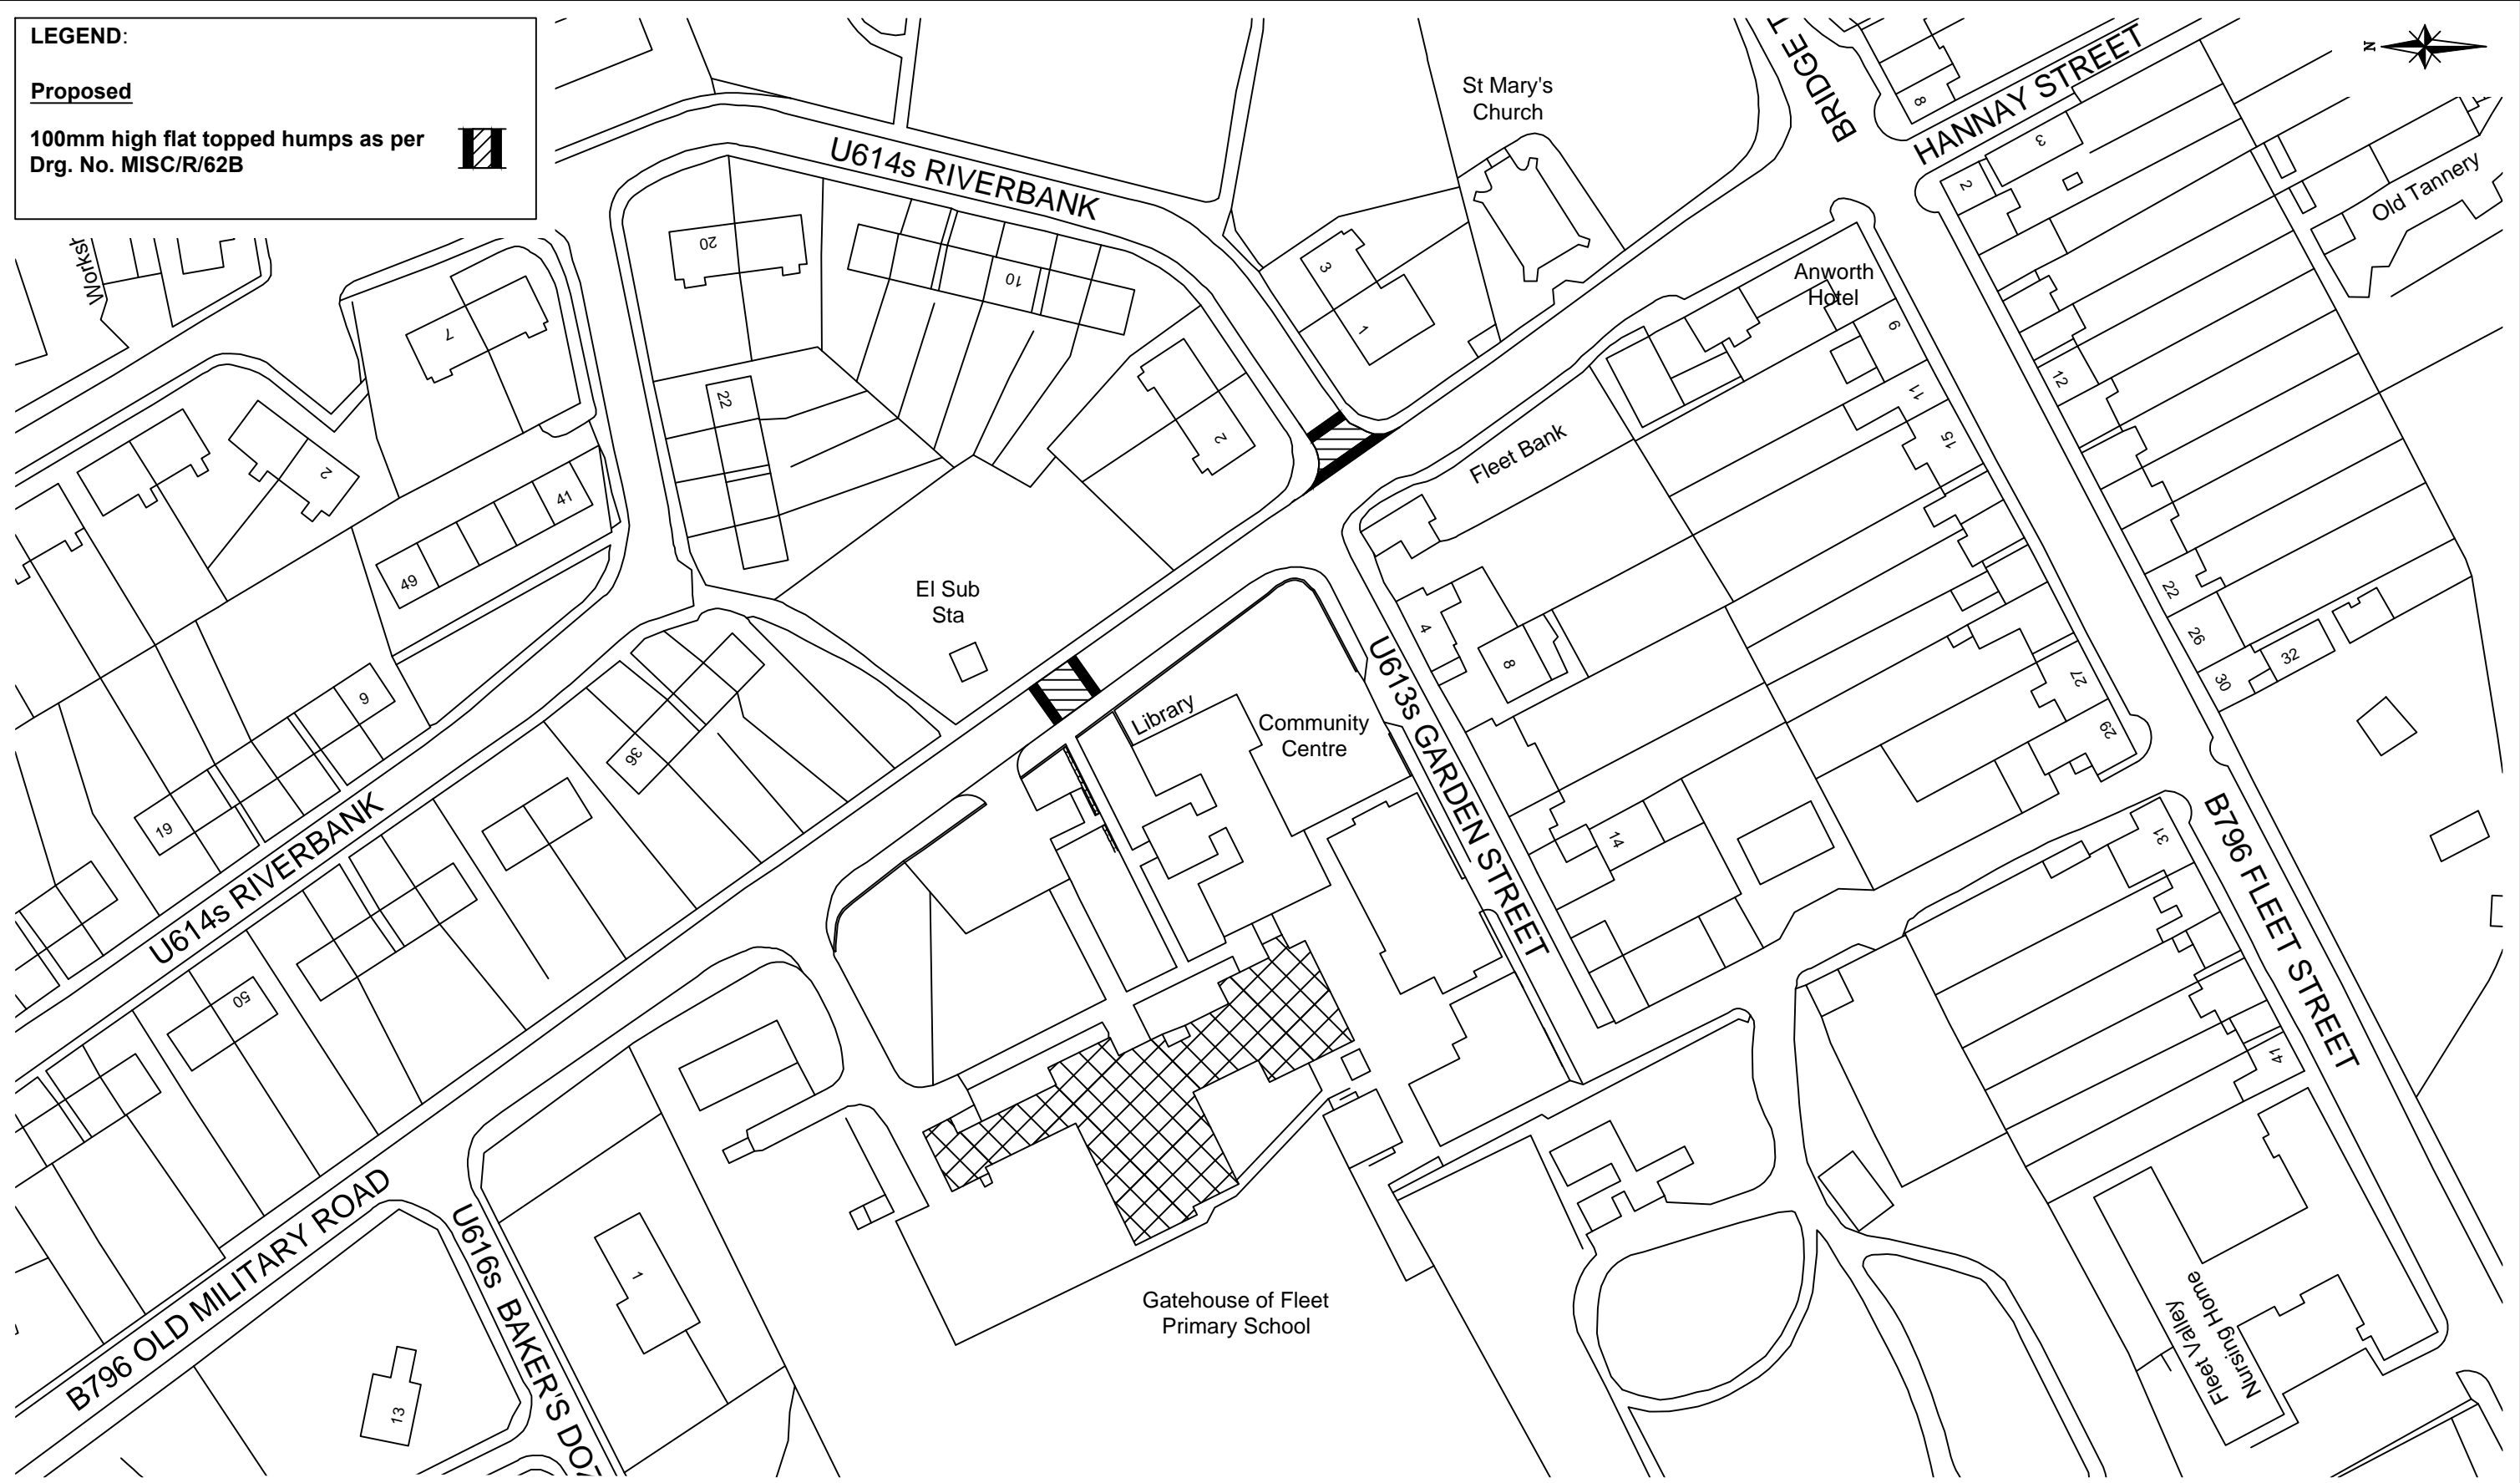 LEGEND:
Proposed
100mm high flat topped humps as per
Drg. No. MISC/R/62B
N
St Mary's
Church
BRIDGE
HANNAY STREET
8
3
2
Old Tannery
U614s RIVERBANK
Worksh
20
10
3
1
Anworth
Hotel
9
7
22
12
11
15
2
2
Fleet Bank
41
49
El Sub
Sta
4
8
22
26
32
30
U613s GARDEN STREET
Library
Community
Centre
27
29
9
36
19
14
31
B796 FLEET STREET
U614s RIVERBANK
50
41
B796 OLD MILITARY ROAD
U616s BAKER'S
1
13
Gatehouse of Fleet
Primary School
Fleet Valley
Nursing Home